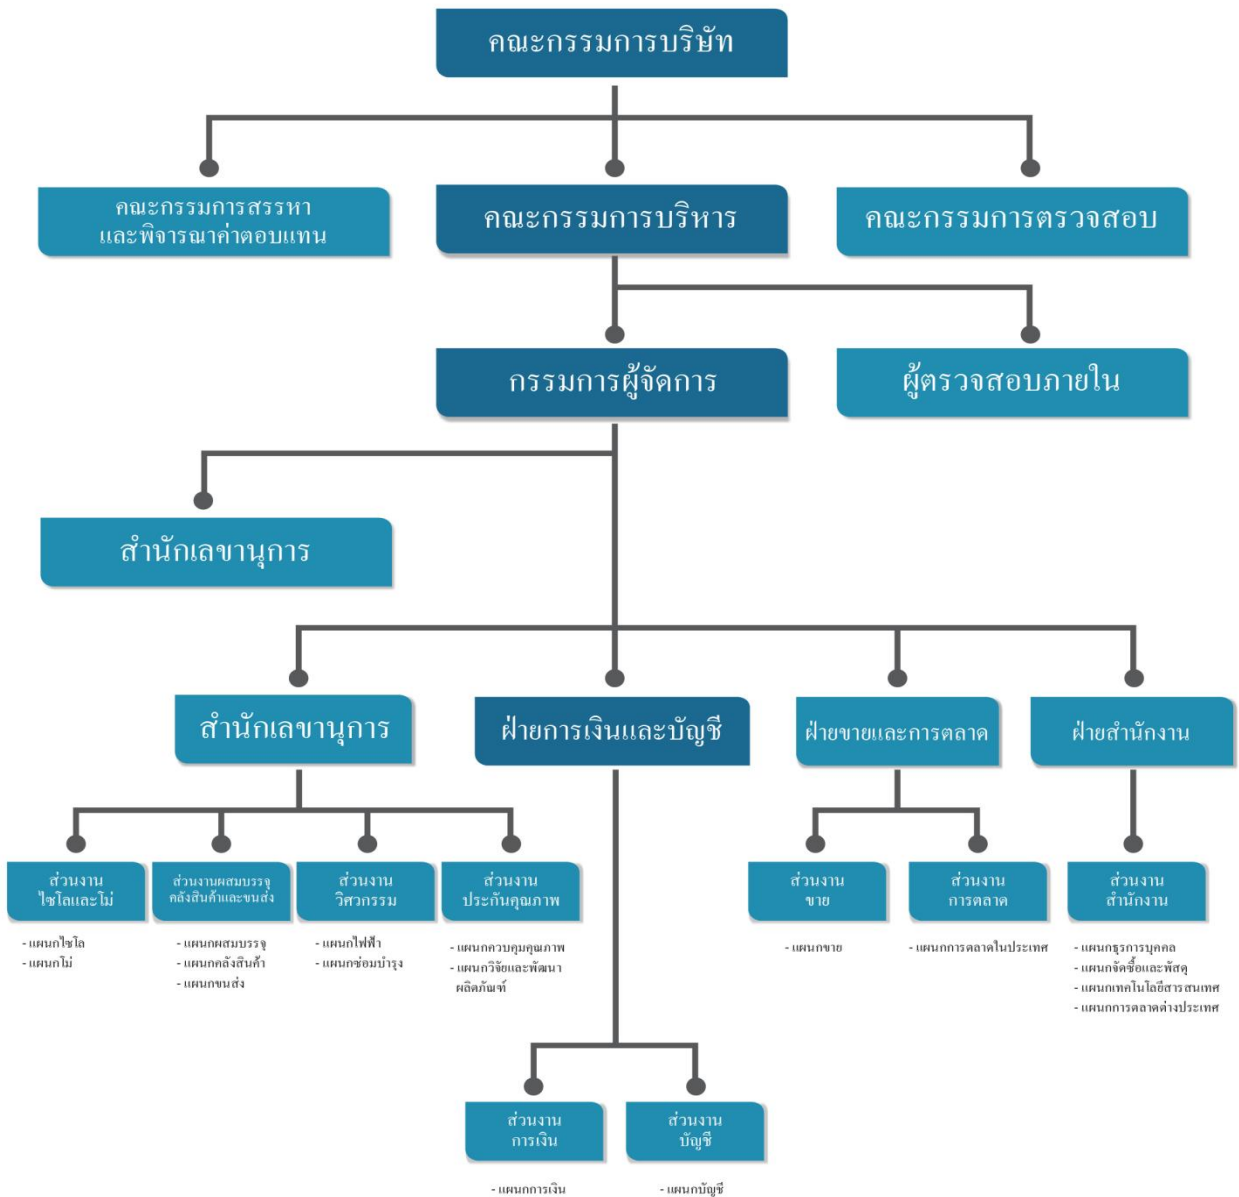 คณะกรรมการบริษัท
คณะกรรมการสรรหา
และพิจารณาค่าตอบแทน
คณะกรรมการบริหาร
คณะกรรมการตรวจสอบ
กรรมการผู้จัดการ
ผู้ตรวจสอบภายใน
สำนักเลขานุการ
สำนักเลขานุการ
ฝ่ายการเงินและบัญชี
ฝ่ายขายและการตลาด
ฝ่ายสำนักงาน
ส่วนงาน
ไซโลและโม่
- แผนกไซโล
- แผนกโม่
ส่วนงานผสมบรรจุ
คลังสินค้าและขนส่ง
- แผนกผสมบรรจุ
- แผนกคลังสินค้า
- แผนกขนส่ง
ส่วนงาน
วิศวกรรม
- แผนกไฟฟ้า
- แผนกซ่อมบำรุง
ส่วนงาน
ประกันคุณภาพ
- แผนกควบคุมคุณภาพ
- แผนกวิจัยและพัฒนา
ผลิตภัณฑ์
ส่วนงาน
ขาย
- แผนกขาย
ส่วนงาน
การตลาด
- แผนกการตลาดในประเทศ
ส่วนงาน
สำนักงาน
- แผนกธุรการบุคคล
- แผนกจัดซื้อและพัสดุ
- แผนกเทคโนโลยีสารสนเทศ
- แผนกการตลาดต่างประเทศ
ส่วนงาน
การเงิน
- แผนกการเงิน
ส่วนงาน
บัญชี
- แผนกบัญชี